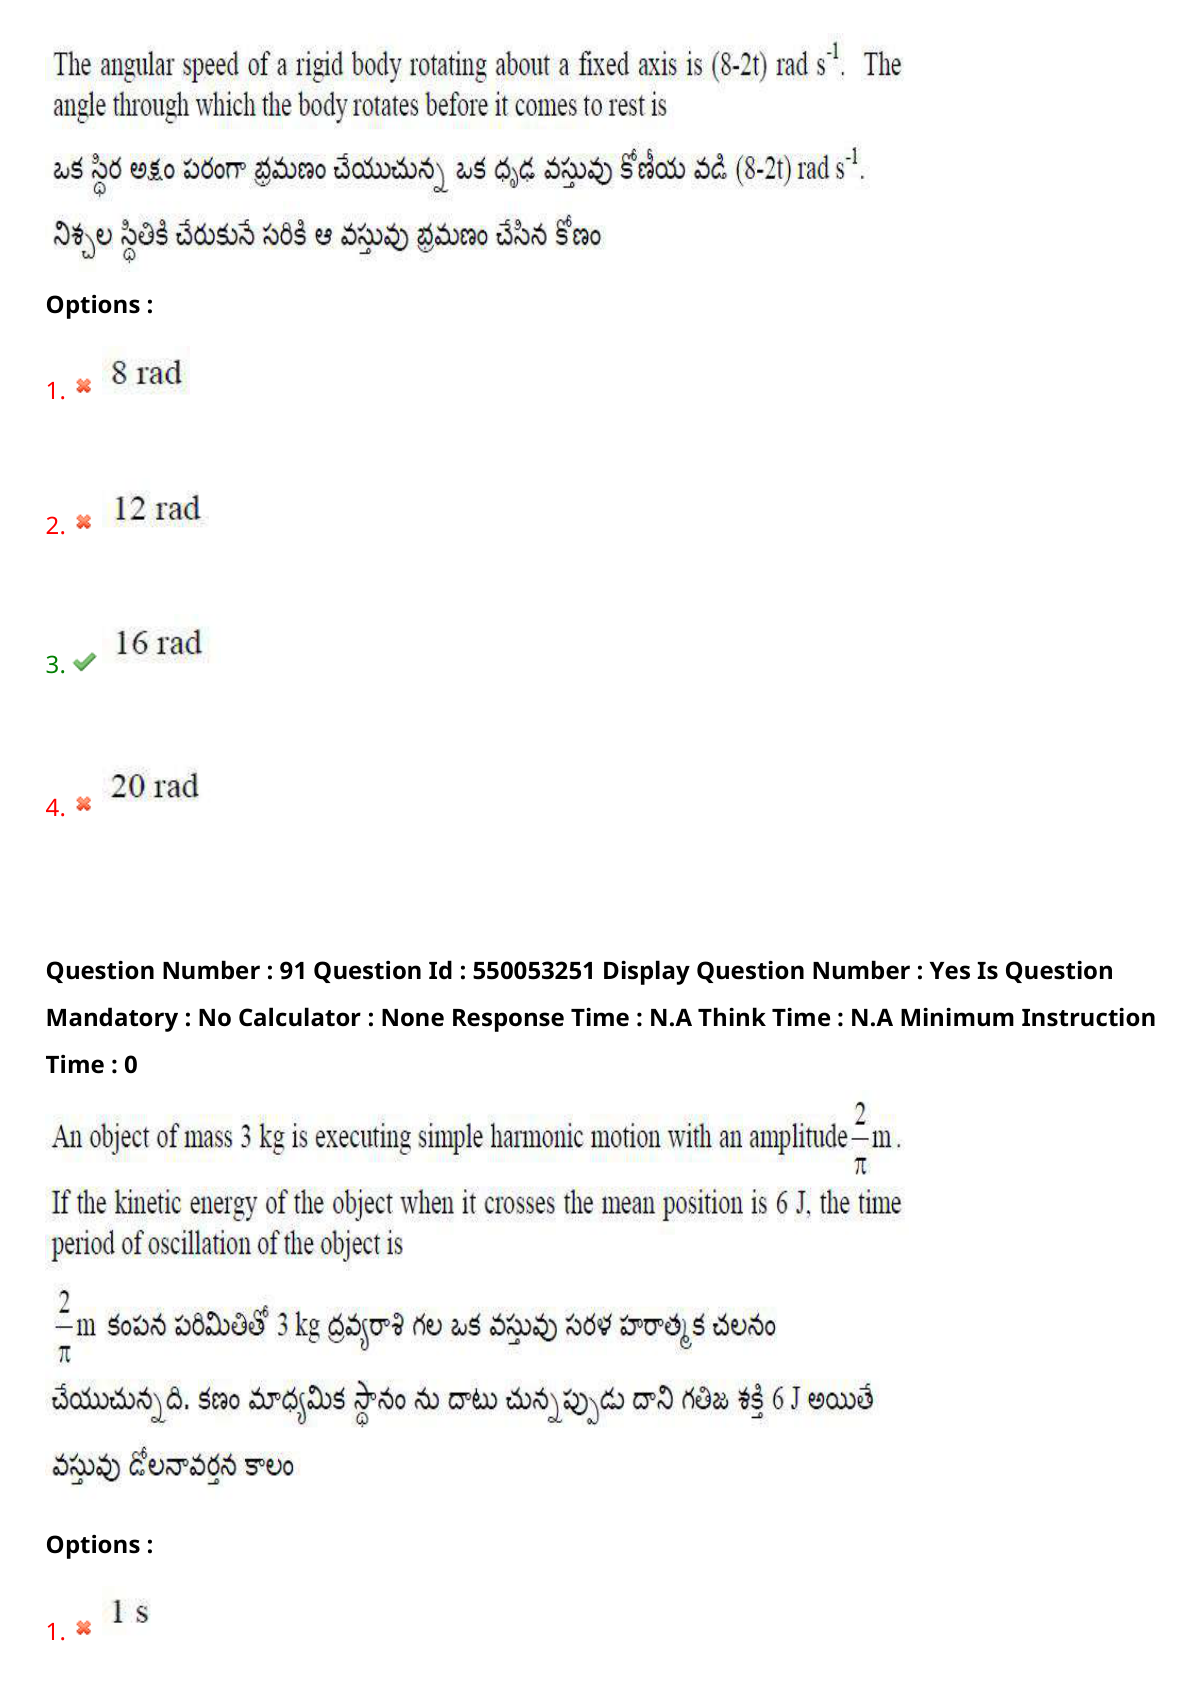 The angular speed of a rigid body rotating about a fixed axis is (8-2t) rad s⁻¹. The
angle through which the body rotates before it comes to rest is
ఒక స్థిర అక్షం పరంగా భ్రమణం చేయుచున్న ఒక ధృఢ వస్తువు కోణీయ వడి (8-2t) rad s⁻¹.
నిశ్చల స్థితికి చేరుకునే సరికి ఆ వస్తువు భ్రమణం చేసిన కోణం
Options :
1. 8 rad
2. 12 rad
3. 16 rad
4. 20 rad
Question Number : 91 Question Id : 550053251 Display Question Number : Yes Is Question
Mandatory : No Calculator : None Response Time : N.A Think Time : N.A Minimum Instruction
Time : 0
An object of mass 3 kg is executing simple harmonic motion with an amplitude 2/π m.
If the kinetic energy of the object when it crosses the mean position is 6 J, the time
period of oscillation of the object is
2/π m కంపన పరిమితితో 3 kg ద్రవ్యరాశి గల ఒక వస్తువు సరళ హరాత్మక చలనం
చేయుచున్నది. కణం మాధ్యమిక స్థానం ను దాటు చున్నప్పుడు దాని గతిజ శక్తి 6 J అయితే
వస్తువు డోలనావర్తన కాలం
Options :
1. 1 s